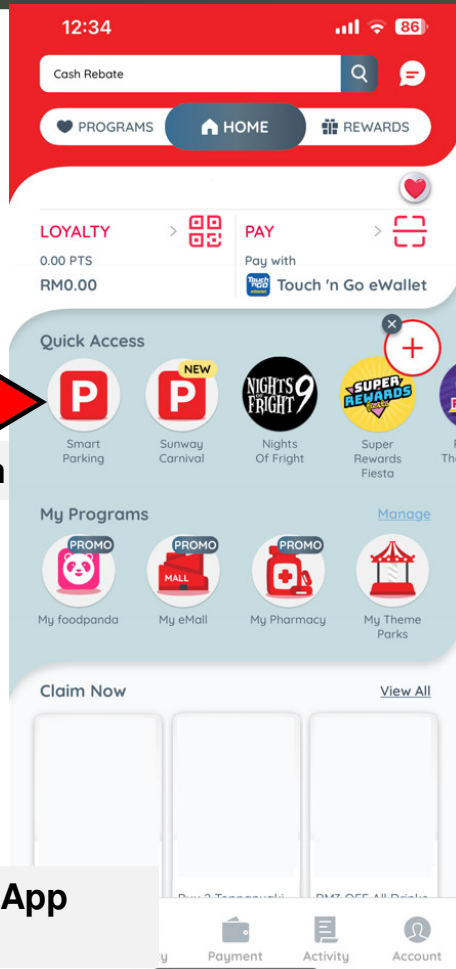 12:34
86
Cash Rebate
PROGRAMS
HOME
REWARDS
LOYALTY
PAY
0.00 PTS
Pay with
RM0.00
Touch 'n Go eWallet
Quick Access
NEW
P
P
NIGHTS OF FRIGHT 9
SUPER REWARDS
Smart Parking
Sunway Carnival
Nights Of Fright
Super Rewards Fiesta
My Programs
Manage
PROMO
PROMO
PROMO
MALL
My foodpanda
My eMall
My Pharmacy
My Theme Parks
Claim Now
View All
App
Payment
Activity
Account